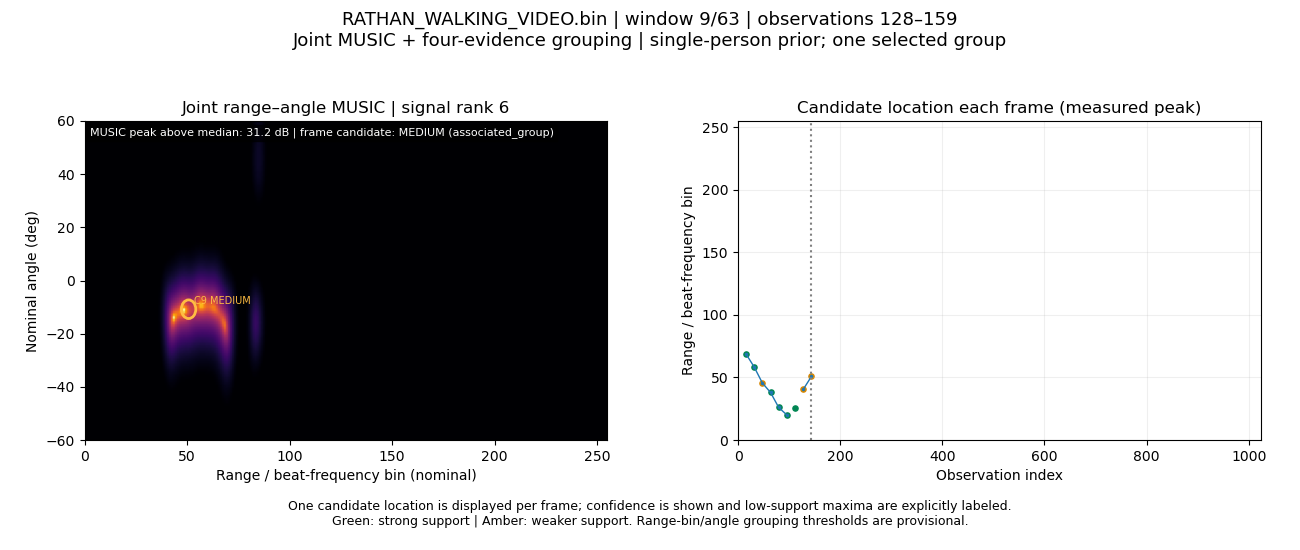 RATHAN_WALKING_VIDEO.bin | window 9/63 | observations 128–159
Joint MUSIC + four-evidence grouping | single-person prior; one selected group
Joint range–angle MUSIC | signal rank 6
MUSIC peak above median: 31.2 dB | frame candidate: MEDIUM (associated_group)
C9 MEDIUM
60
40
20
0
−20
−40
−60
Nominal angle (deg)
0
50
100
150
200
250
Range / beat-frequency bin (nominal)
Candidate location each frame (measured peak)
250
200
150
100
50
0
Range / beat-frequency bin
0
200
400
600
800
1000
Observation index
One candidate location is displayed per frame; confidence is shown and low-support maxima are explicitly labeled.
Green: strong support | Amber: weaker support. Range-bin/angle grouping thresholds are provisional.